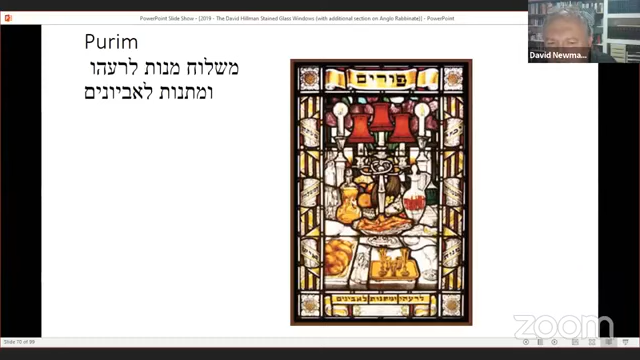 PowerPoint Slide Show - [2019 - The David Hillman Stained Glass Windows (with additional section on Anglo Rabbinate)] - PowerPoint
David Newma...
Purim
משלוח מנות לרעהו
ומתנות לאביונים
פורים
לרעהו ומתנות לאבינים
zoom
Slide 70 of 99